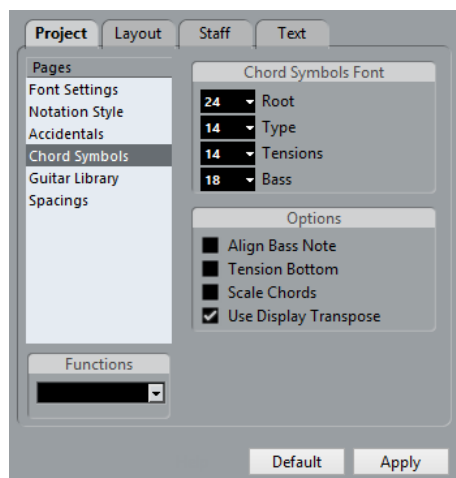 Project Layout Staff Text
Pages
Font Settings
Notation Style
Accidentals
Chord Symbols
Guitar Library
Spacings
Functions
Chord Symbols Font
24 Root
14 Type
14 Tensions
18 Bass
Options
Align Bass Note
Tension Bottom
Scale Chords
Use Display Transpose
Default Apply